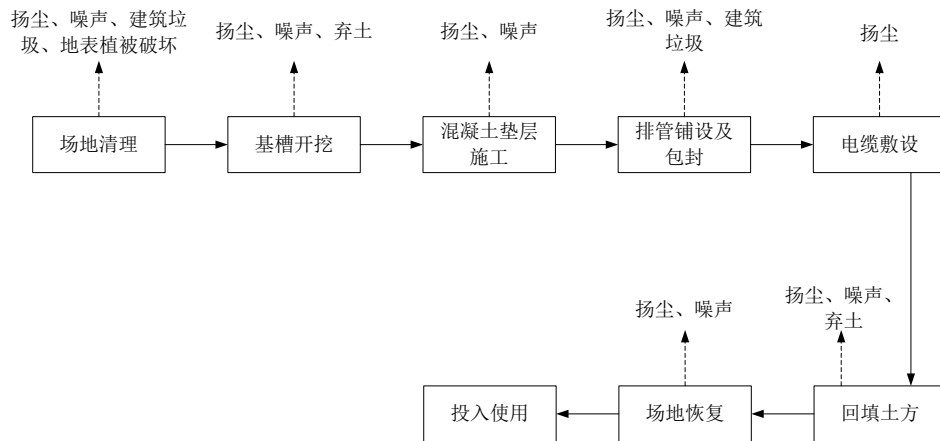 扬尘、噪声、建筑垃
圾、地表植被破坏
扬尘、噪声、弃土
扬尘、噪声
扬尘、噪声、建筑
垃圾
扬尘
场地清理
基槽开挖
混凝土垫层
施工
排管铺设及
包封
电缆敷设
扬尘、噪声
扬尘、噪声、
弃土
投入使用
场地恢复
回填土方